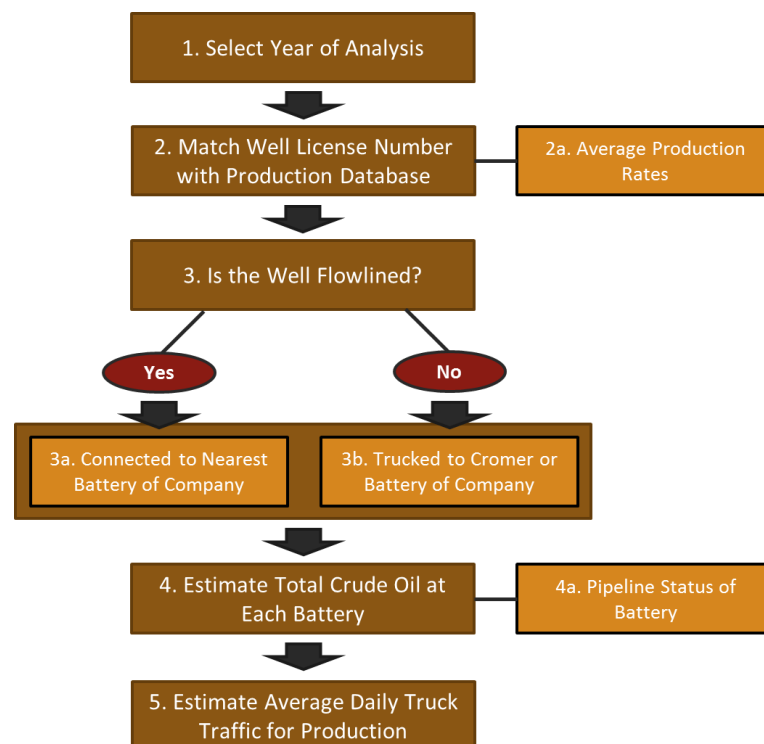 1. Select Year of Analysis
2. Match Well License Number
with Production Database
2a. Average Production
Rates
3. Is the Well Flowlined?
Yes
No
3a. Connected to Nearest
Battery of Company
3b. Trucked to Cromer or
Battery of Company
4. Estimate Total Crude Oil at
Each Battery
4a. Pipeline Status of
Battery
5. Estimate Average Daily Truck
Traffic for Production